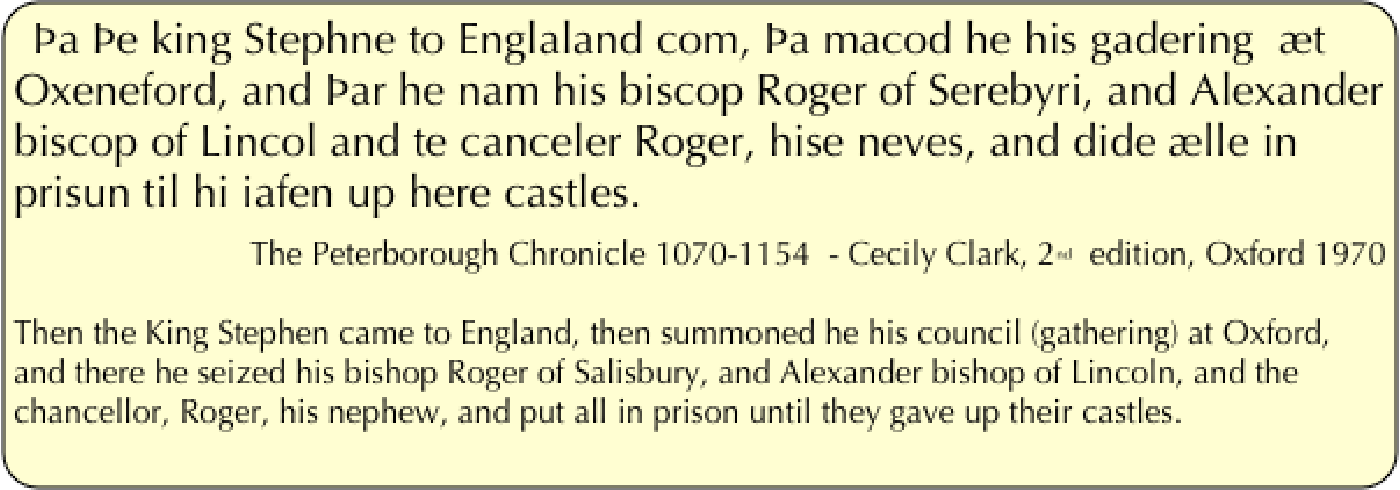 Þa Þe king Stephne to Englaland com, Þa macod he his gadering æt
Oxeneford, and Þar he nam his biscop Roger of Serebyri, and Alexander
biscop of Lincol and te canceler Roger, hise neves, and dide ælle in
prisun til hi iafen up here castles.
The Peterborough Chronicle 1070-1154 - Cecily Clark, 2nd edition, Oxford 1970
Then the King Stephen came to England, then summoned he his council (gathering) at Oxford,
and there he seized his bishop Roger of Salisbury, and Alexander bishop of Lincoln, and the
chancellor, Roger, his nephew, and put all in prison until they gave up their castles.